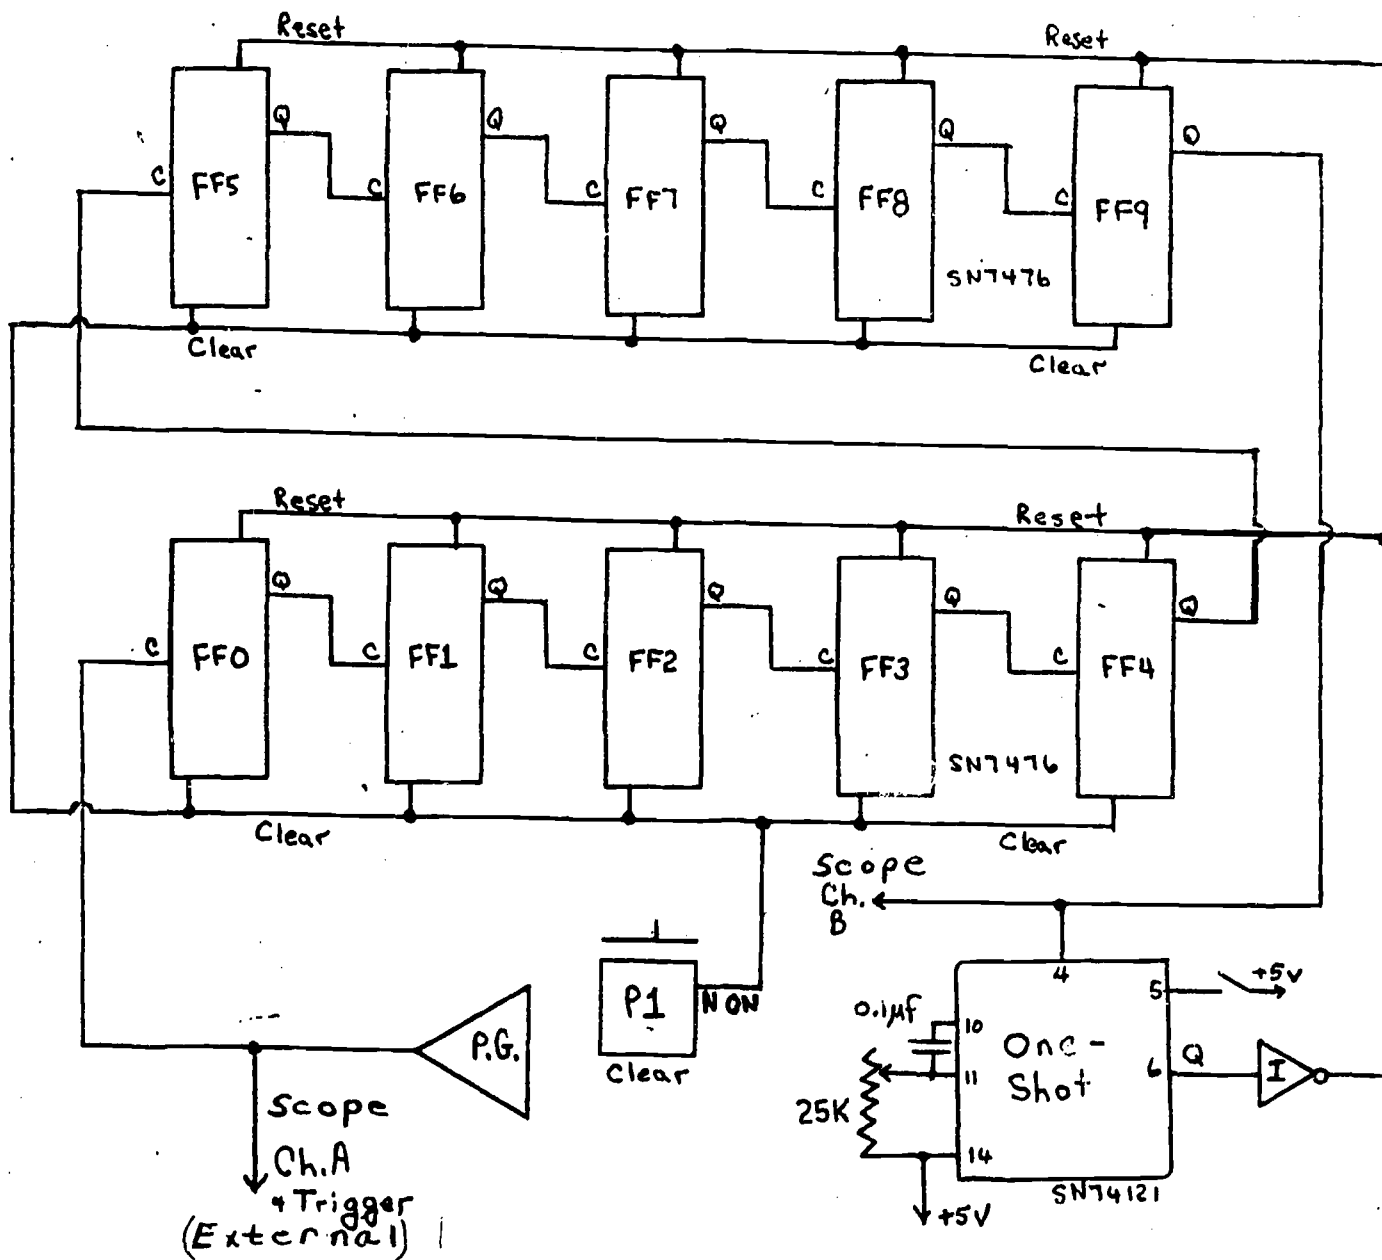 Reset
Reset
Q
Q
Q
Q
Q
C
FF5
C
FF6
C
FF7
C
FF8
C
FF9
SN7476
Clear
Clear
Reset
Reset
Q
Q
Q
Q
Q
C
FF0
C
FF1
C
FF2
C
FF3
C
FF4
SN7476
Clear
Clear
Scope
Ch.
B
P1
NON
Clear
P.G.
Scope
Ch.A
+ Trigger
(External)
4
5
+5v
0.1µf
10
One-
Shot
11
6
Q
I
25K
14
SN74121
+5V